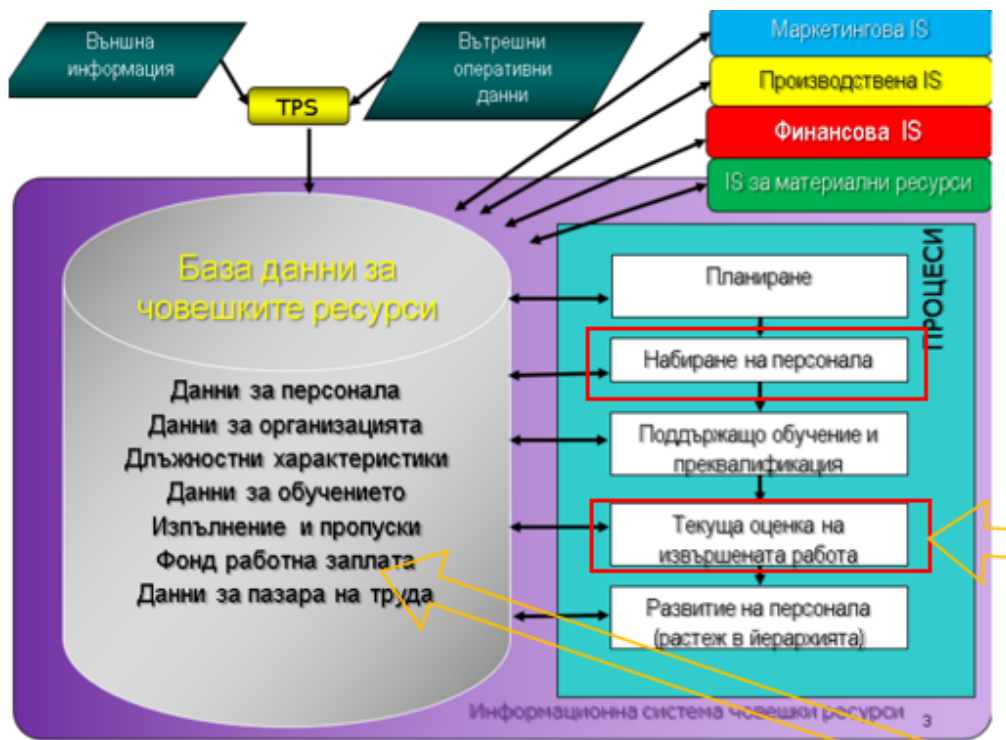 Външна
информация
Вътрешни
оперативни
данни
TPS
Маркетингова IS
Производствена IS
Финансова IS
IS за материални ресурси
База данни за
човешките ресурси
Данни за персонала
Данни за организацията
Длъжностни характеристики
Данни за обучението
Изпълнение и пропуски
Фонд работна заплата
Данни за пазара на труда
ПРОЦЕСИ
Планиране
Набиране на персонала
Поддържащо обучение и
преквалификация
Текуща оценка на
извършената работа
Развитие на персонала
(растеж в йерархията)
Информационна система човешки ресурси
3